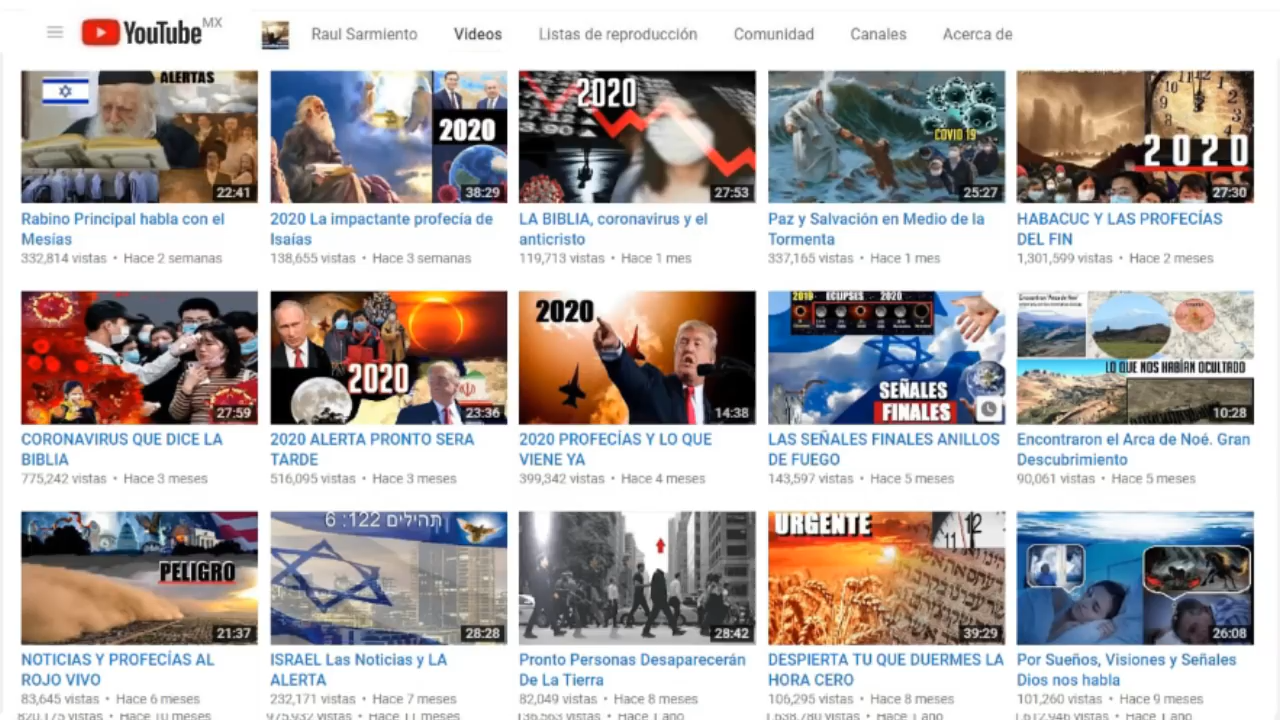 YouTube MX
Raul Sarmiento Videos Listas de reproducción Comunidad Canales Acerca de
ALERTAS
22:41
2020
38:29
2020
27:53
COVID 19
25:27
2020
27:30
Rabino Principal habla con el
Mesías
332,814 vistas • Hace 2 semanas
2020 La impactante profecía de
Isaías
138,655 vistas • Hace 3 semanas
LA BIBLIA, coronavirus y el
anticristo
119,713 vistas • Hace 1 mes
Paz y Salvación en Medio de la
Tormenta
337,165 vistas • Hace 1 mes
HABACUC Y LAS PROFECÍAS
DEL FIN
1,301,599 vistas • Hace 2 meses
27:59
2020
23:36
2020
14:38
2019 ECLIPSES 2020
SEÑALES
FINALES
LO QUE NOS HABÍAN OCULTADO
10:28
CORONAVIRUS QUE DICE LA
BIBLIA
775,242 vistas • Hace 3 meses
2020 ALERTA PRONTO SERA
TARDE
516,095 vistas • Hace 3 meses
2020 PROFECÍAS Y LO QUE
VIENE YA
399,342 vistas • Hace 4 meses
LAS SEÑALES FINALES ANILLOS
DE FUEGO
143,597 vistas • Hace 5 meses
Encontraron el Arca de Noé. Gran
Descubrimiento
90,061 vistas • Hace 5 meses
PELIGRO
21:37
תהילים 122: 6
28:28
28:42
URGENTE
39:29
26:08
NOTICIAS Y PROFECÍAS AL
ROJO VIVO
83,645 vistas • Hace 6 meses
ISRAEL Las Noticias y LA
ALERTA
232,171 vistas • Hace 7 meses
Pronto Personas Desaparecerán
De La Tierra
82,049 vistas • Hace 8 meses
DESPIERTA TU QUE DUERMES LA
HORA CERO
106,295 vistas • Hace 8 meses
Por Sueños, Visiones y Señales
Dios nos habla
101,260 vistas • Hace 9 meses